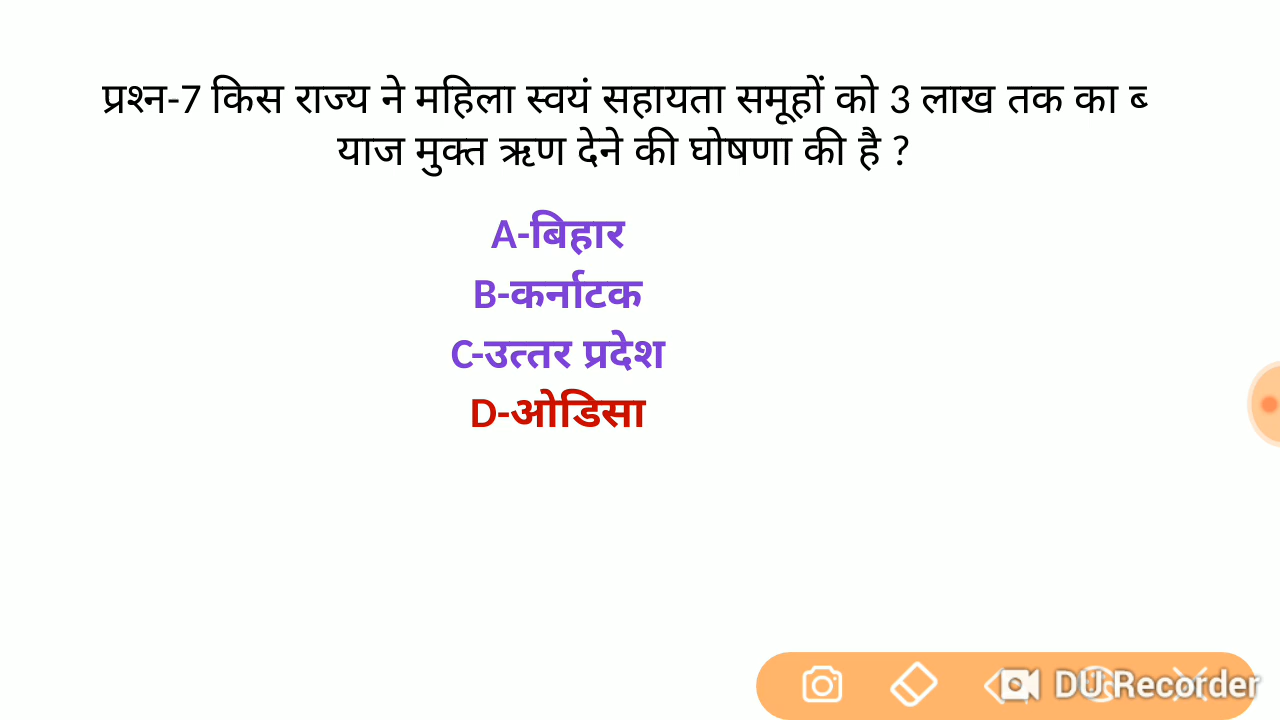 प्रश्न-7 किस राज्य ने महिला स्वयं सहायता समूहों को 3 लाख तक का ब्
याज मुक्त ऋण देने की घोषणा की है ?
A-बिहार
B-कर्नाटक
C-उत्तर प्रदेश
D-ओडिसा
DU Recorder